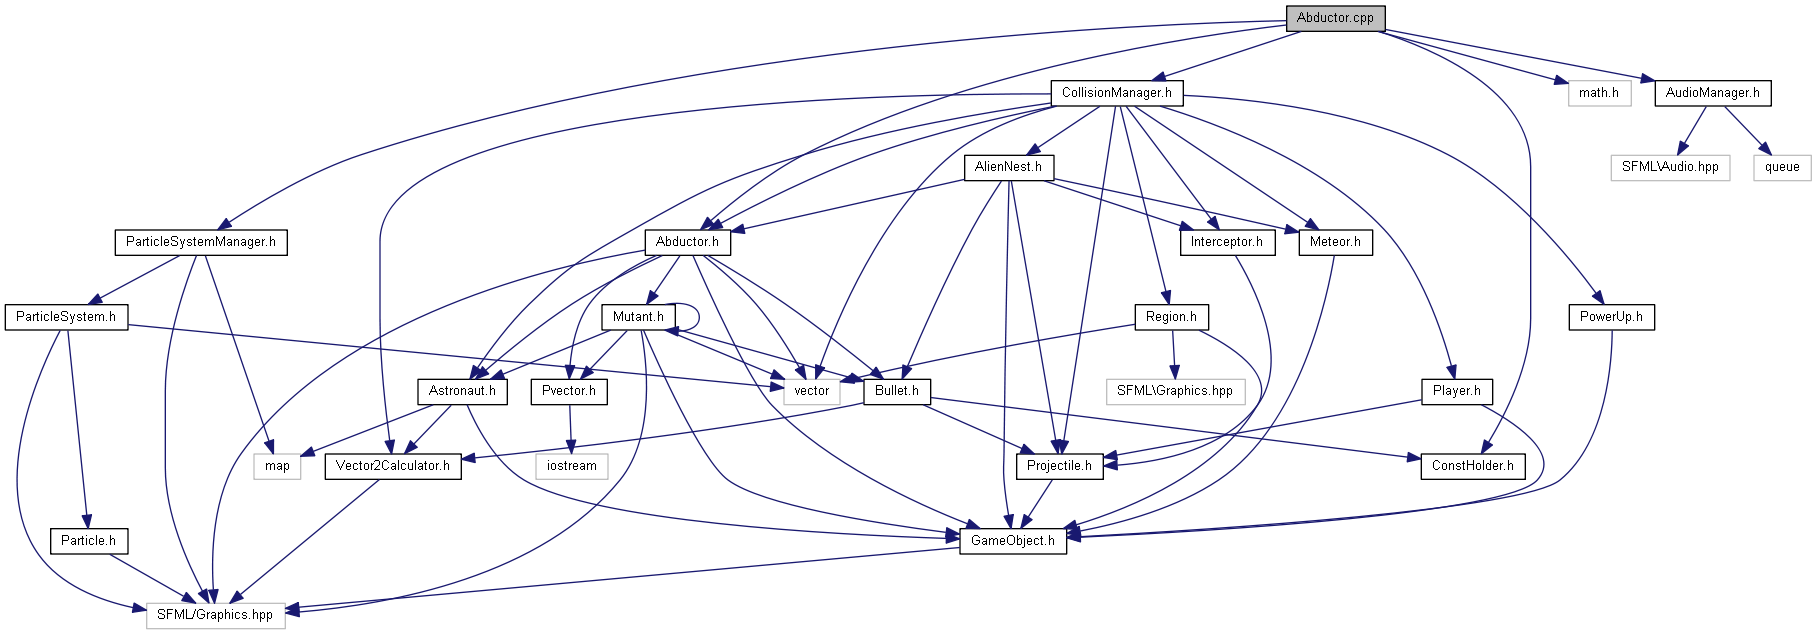 Abductor.cpp
CollisionManager.h
math.h
AudioManager.h
AlienNest.h
SFML\Audio.hpp
queue
ParticleSystemManager.h
Abductor.h
Interceptor.h
Meteor.h
ParticleSystem.h
Mutant.h
Region.h
PowerUp.h
Astronaut.h
Pvector.h
vector
Bullet.h
SFML\Graphics.hpp
Player.h
map
Vector2Calculator.h
iostream
Projectile.h
ConstHolder.h
Particle.h
GameObject.h
SFML/Graphics.hpp